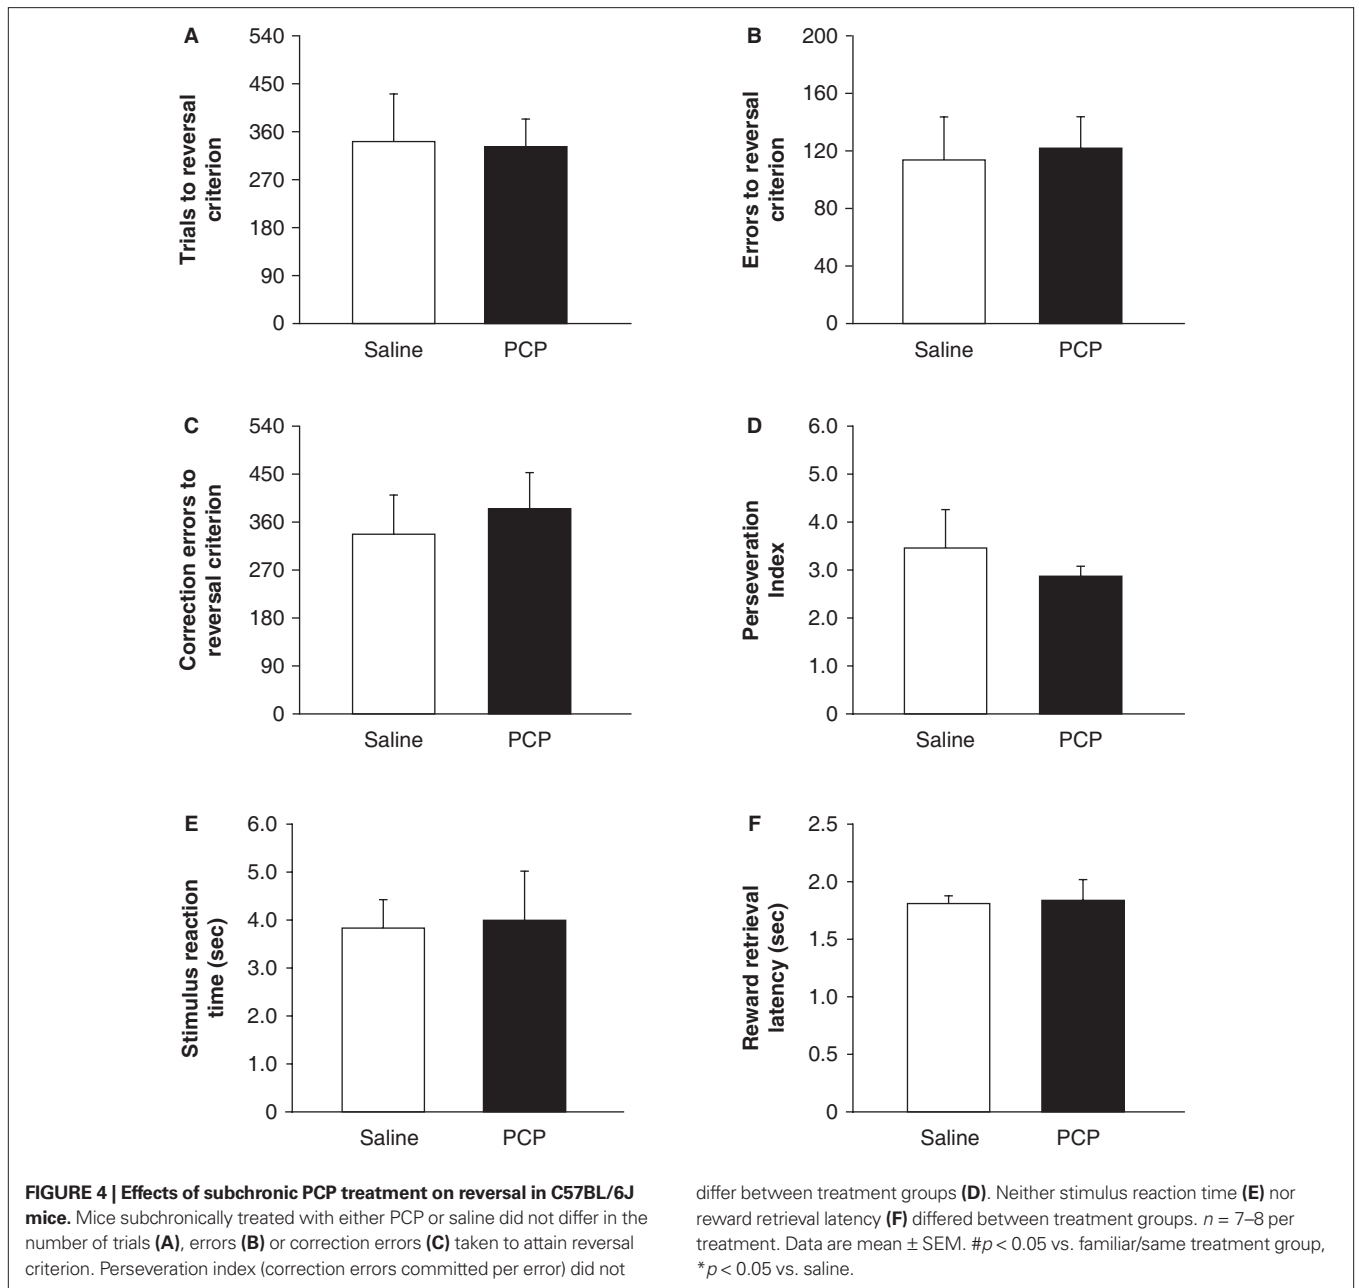 A
540
450
360
270
180
90
0
Trials to reversal
criterion
Saline
PCP
B
200
160
120
80
40
0
Errors to reversal
criterion
Saline
PCP
C
540
450
360
270
180
90
0
Correction errors to
reversal criterion
Saline
PCP
D
6.0
5.0
4.0
3.0
2.0
1.0
0
Perseveration
Index
Saline
PCP
E
6.0
5.0
4.0
3.0
2.0
1.0
0
Stimulus reaction
time (sec)
Saline
PCP
F
2.5
2.0
1.5
1.0
0.5
0
Reward retrieval
latency (sec)
Saline
PCP
FIGURE 4 | Effects of subchronic PCP treatment on reversal in C57BL/6J
mice. Mice subchronically treated with either PCP or saline did not differ in the
number of trials (A), errors (B) or correction errors (C) taken to attain reversal
criterion. Perseveration index (correction errors committed per error) did not
differ between treatment groups (D). Neither stimulus reaction time (E) nor
reward retrieval latency (F) differed between treatment groups. n = 7–8 per
treatment. Data are mean ± SEM. #p < 0.05 vs. familiar/same treatment group,
*p < 0.05 vs. saline.